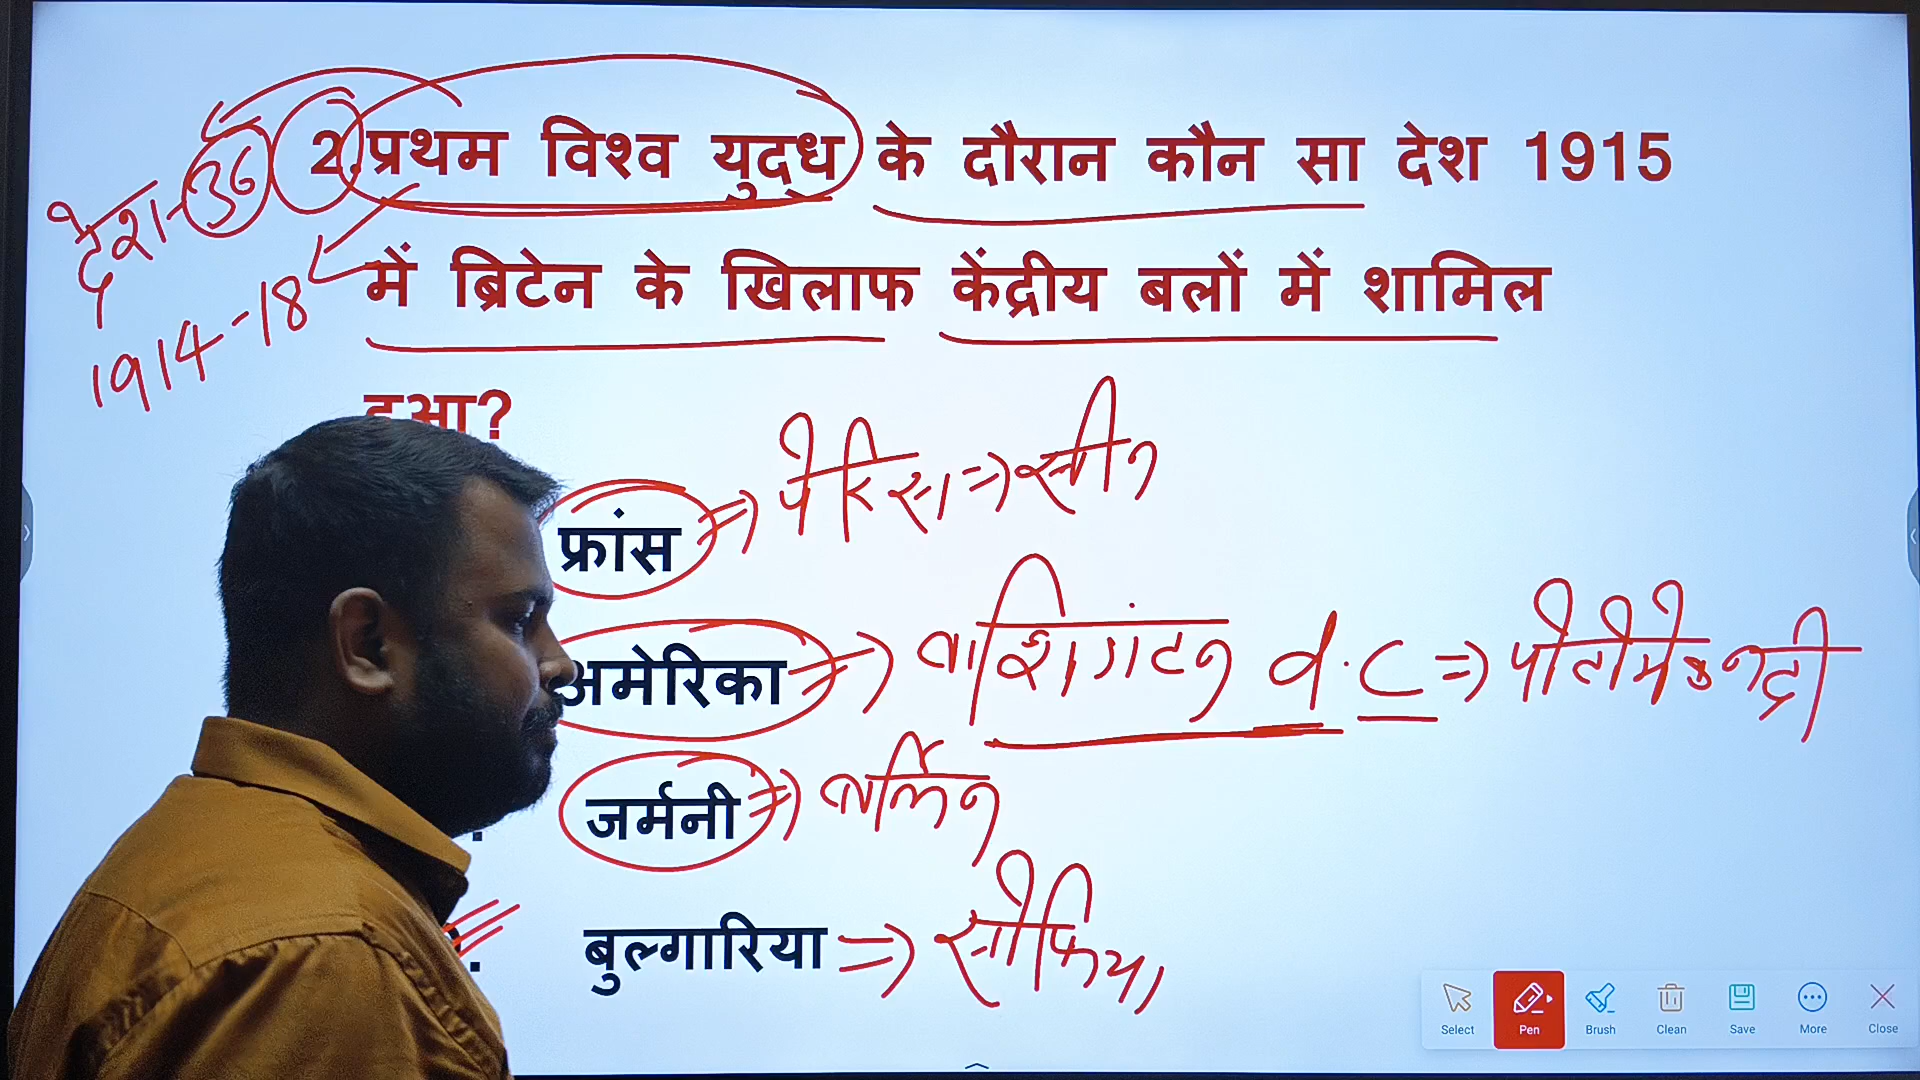 2. प्रथम विश्व युद्ध के दौरान कौन सा देश 1915
में ब्रिटेन के खिलाफ केंद्रीय बलों में शामिल
हुआ?
देश-36
1914-18
फ्रांस => पेरिस => सीन
अमेरिका => वाशिंगटन d.C => पोटोमेक नदी
जर्मनी => बर्लिन
बुल्गारिया => सोफिया
Select Pen Brush Clean Save More Close